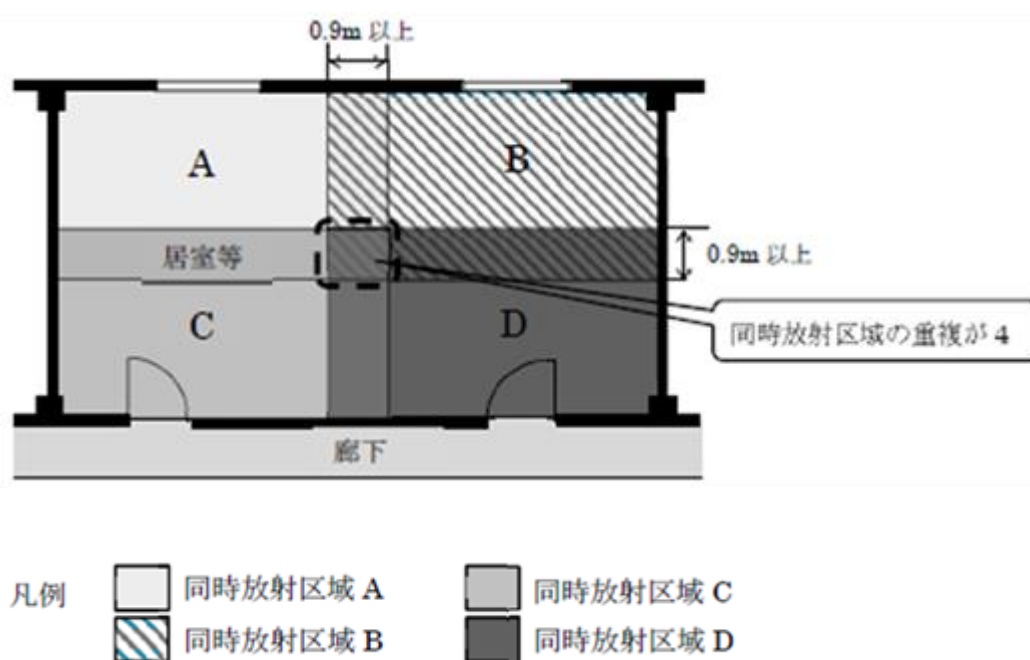 0.9m 以上
A
B
居室等
0.9m 以上
C
D
同時放射区域の重複が 4
廊下
凡例
同時放射区域 A
同時放射区域 C
同時放射区域 B
同時放射区域 D